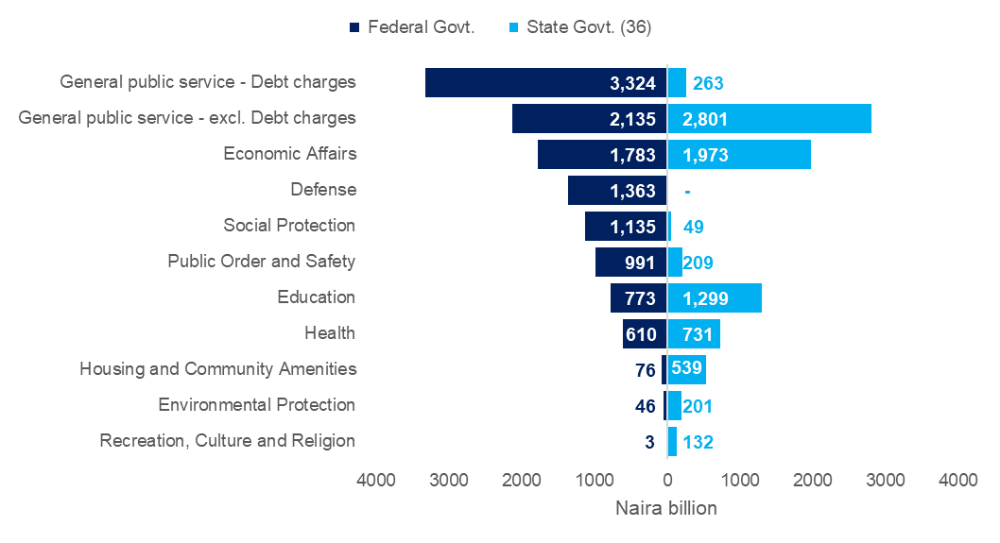 Federal Govt. State Govt. (36)
General public service - Debt charges 3,324 263
General public service - excl. Debt charges 2,135 2,801
Economic Affairs 1,783 1,973
Defense 1,363 -
Social Protection 1,135 49
Public Order and Safety 991 209
Education 773 1,299
Health 610 731
Housing and Community Amenities 76 539
Environmental Protection 46 201
Recreation, Culture and Religion 3 132
4000 3000 2000 1000 0 1000 2000 3000 4000
Naira billion